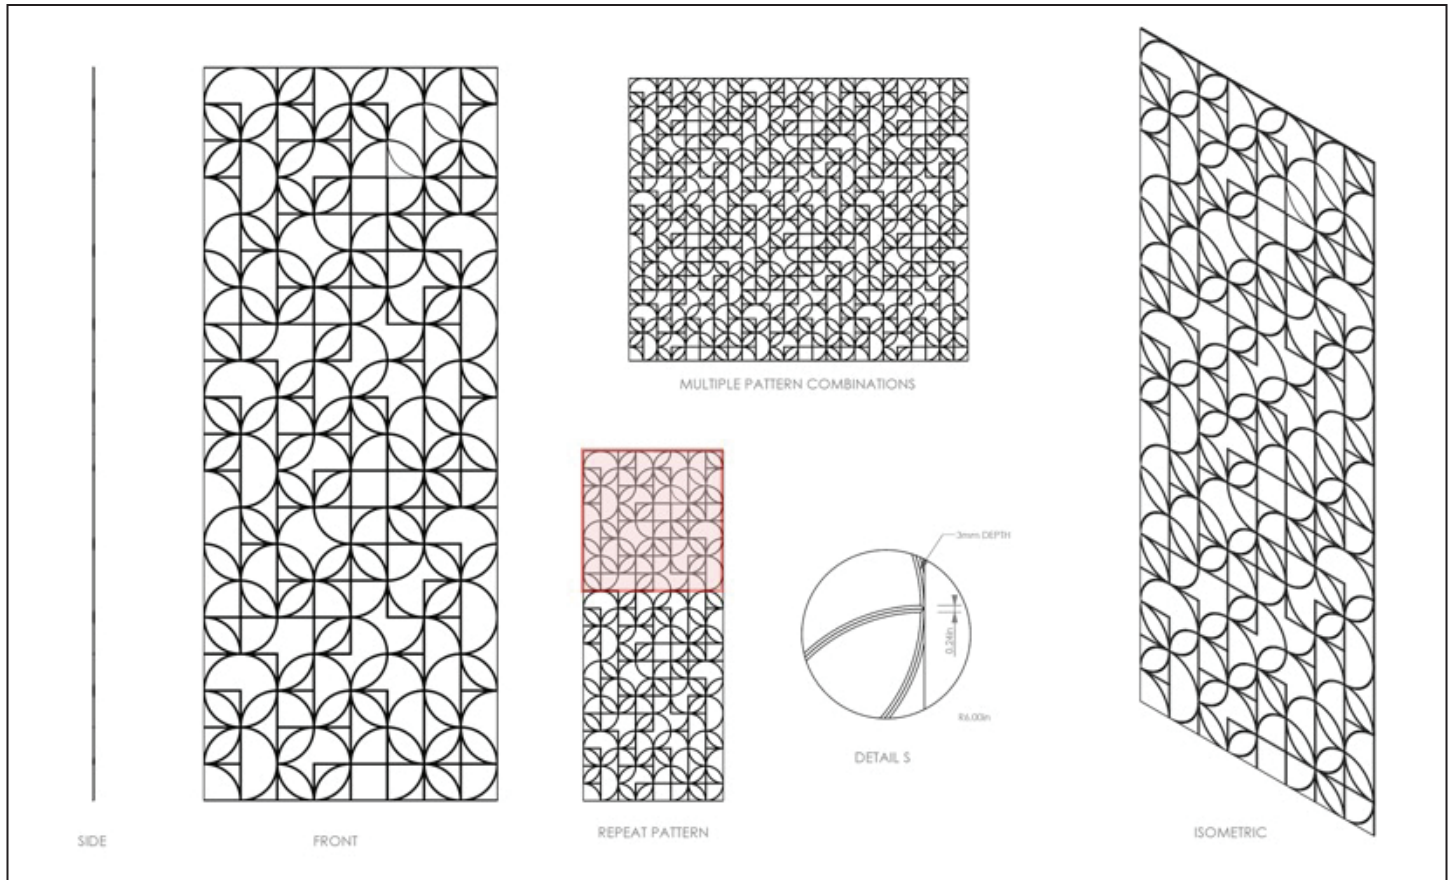 MULTIPLE PATTERN COMBINATIONS
3mm DEPTH
0.24in
R6.00in
DETAIL S
SIDE
FRONT
REPEAT PATTERN
ISOMETRIC